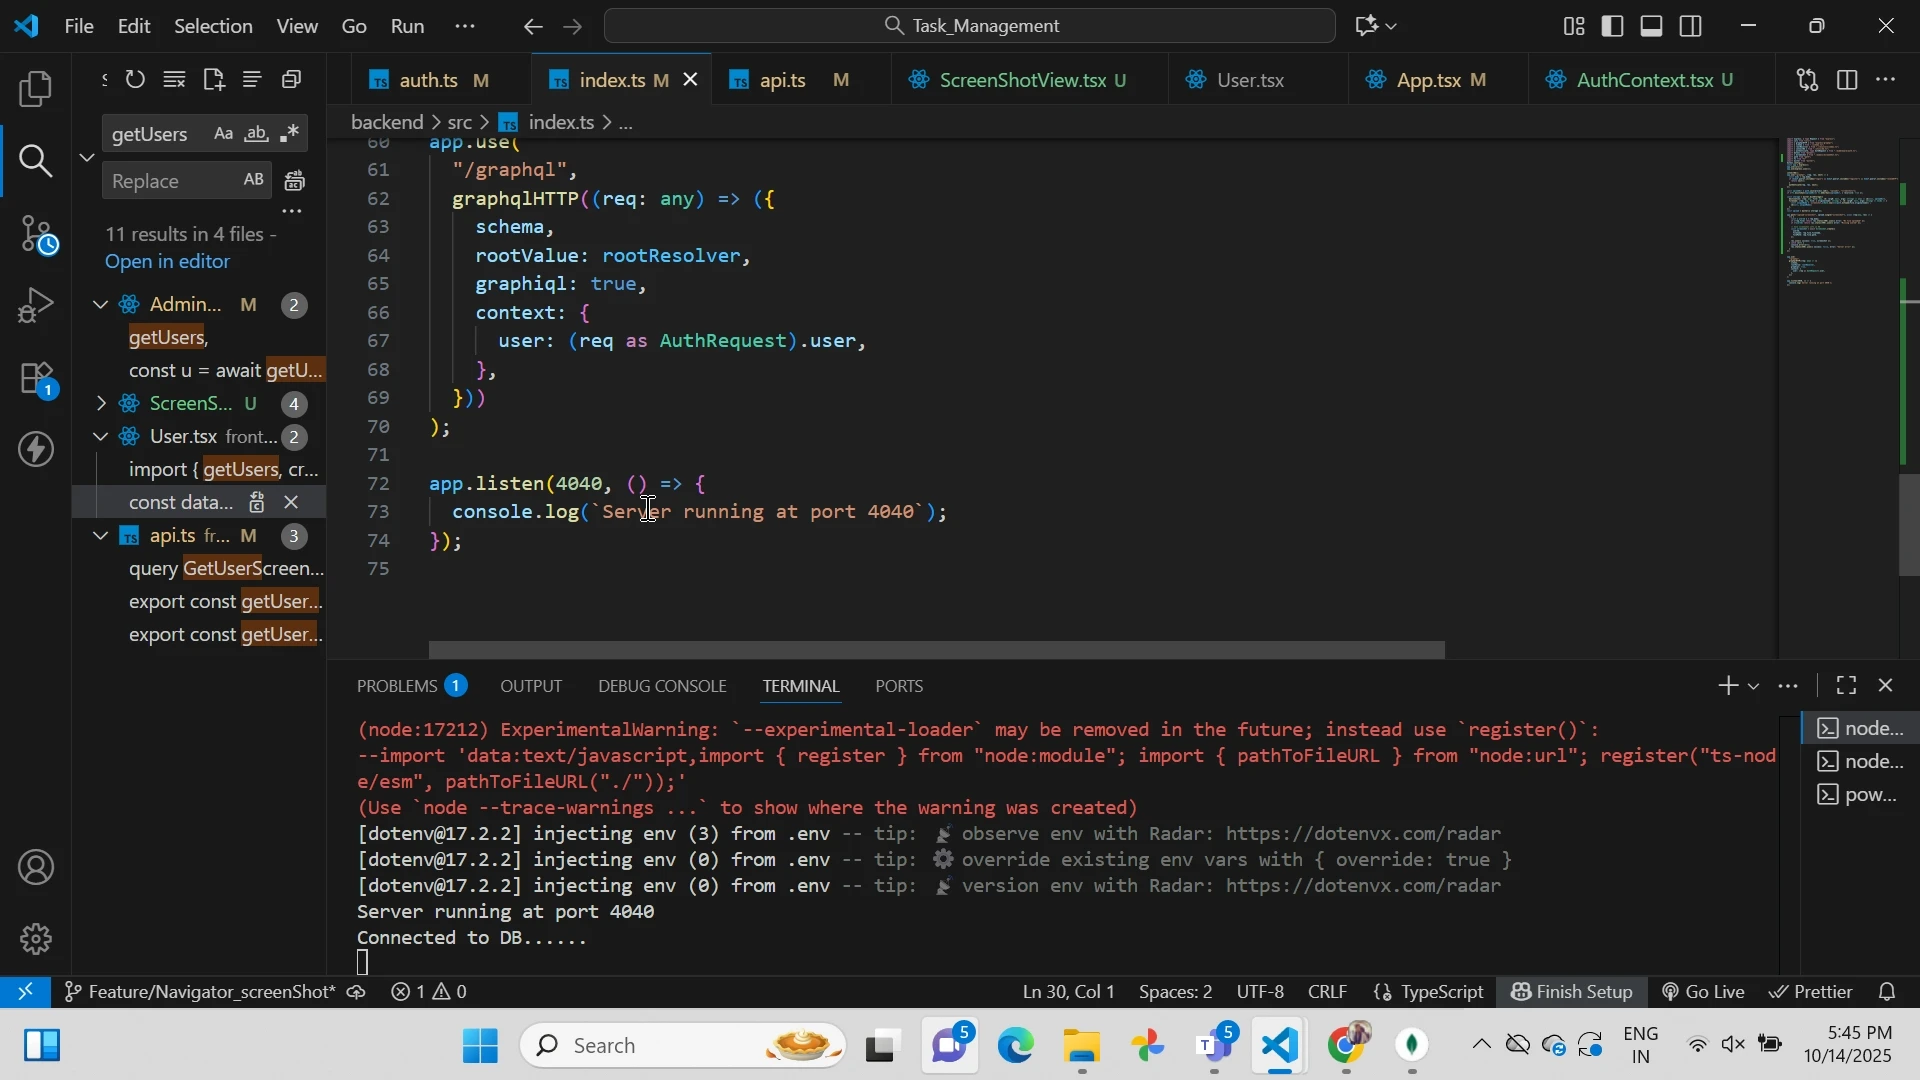 File Edit Selection View Go Run ...
Task_Management
auth.ts M
index.ts M
api.ts M
ScreenShotView.tsx U
User.tsx
App.tsx M
AuthContext.tsx U
getUsers Aa ab .*
Replace AB
...
11 results in 4 files -
Open in editor
Admin... M 2
getUsers,
const u = await getU...
ScreenS... U 4
User.tsx front... 2
import { getUsers, cr...
const data...
api.ts fr... M 3
query GetUserScreen...
export const getUser...
export const getUser...
backend > src > TS index.ts > ...
60 app.use(
61 "/graphql",
62 graphqlHTTP((req: any) => ({
63 schema,
64 rootValue: rootResolver,
65 graphiql: true,
66 context: {
67 user: (req as AuthRequest).user,
68 },
69 }))
70 );
71
72 app.listen(4040, () => {
73 console.log(`Server running at port 4040`);
74 });
75
PROBLEMS 1 OUTPUT DEBUG CONSOLE TERMINAL PORTS
(node:17212) ExperimentalWarning: `--experimental-loader` may be removed in the future; instead use `register()`:
--import 'data:text/javascript,import { register } from "node:module"; import { pathToFileURL } from "node:url"; register("ts-nod
e/esm", pathToFileURL("./"));'
(Use `node --trace-warnings ...` to show where the warning was created)
[dotenv@17.2.2] injecting env (3) from .env -- tip: 📡 observe env with Radar: https://dotenvx.com/radar
[dotenv@17.2.2] injecting env (0) from .env -- tip: ⚙️ override existing env vars with { override: true }
[dotenv@17.2.2] injecting env (0) from .env -- tip: 📡 version env with Radar: https://dotenvx.com/radar
Server running at port 4040
Connected to DB......
node...
node...
pow...
1
Feature/Navigator_screenShot* 1 0
Ln 30, Col 1 Spaces: 2 UTF-8 CRLF {} TypeScript Finish Setup Go Live Prettier
Search
5
5
ENG
IN
5:45 PM
10/14/2025